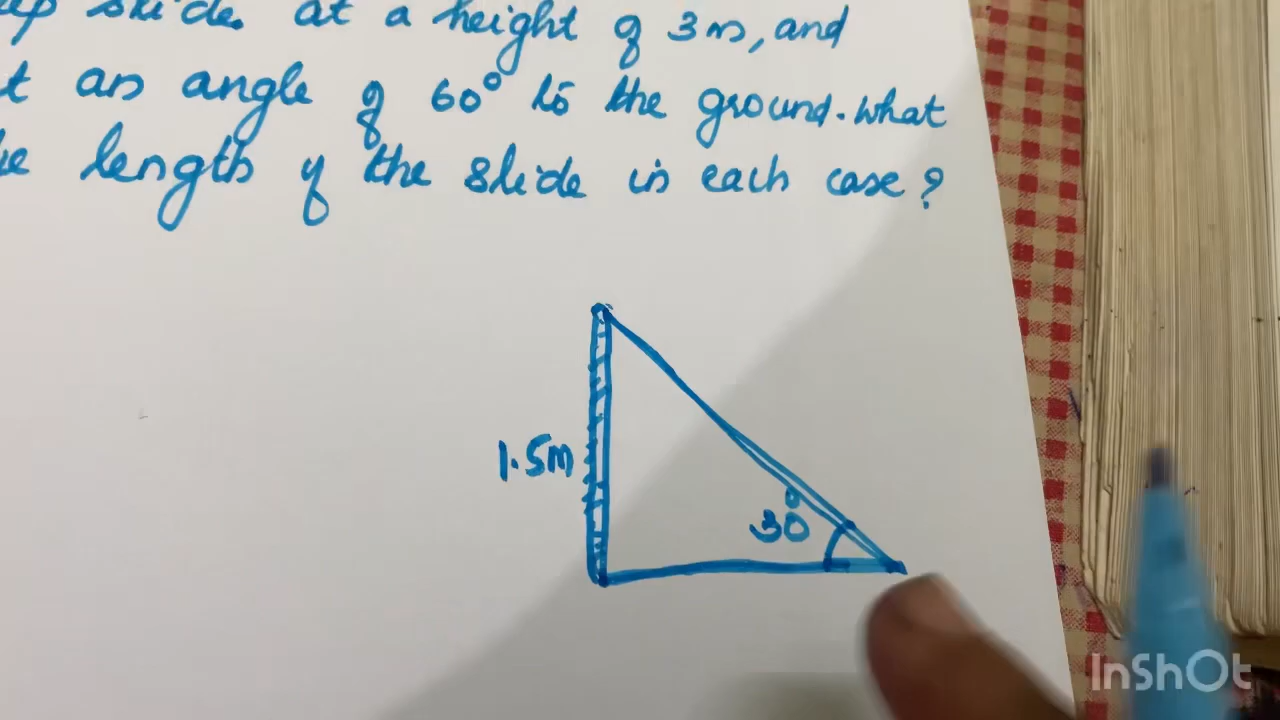 slide. at a height of 3m, and
an angle of 60° to the ground. what
length of the slide in each case?
1.5m
30°
InShOt